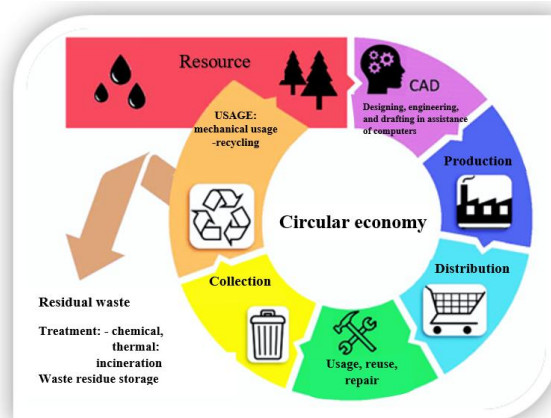 Resource
CAD
Designing, engineering,
and drafting in assistance
of computers
USAGE:
mechanical usage
-recycling
Production
Circular economy
Distribution
Collection
Usage, reuse,
repair
Residual waste
Treatment: - chemical,
thermal:
incineration
Waste residue storage